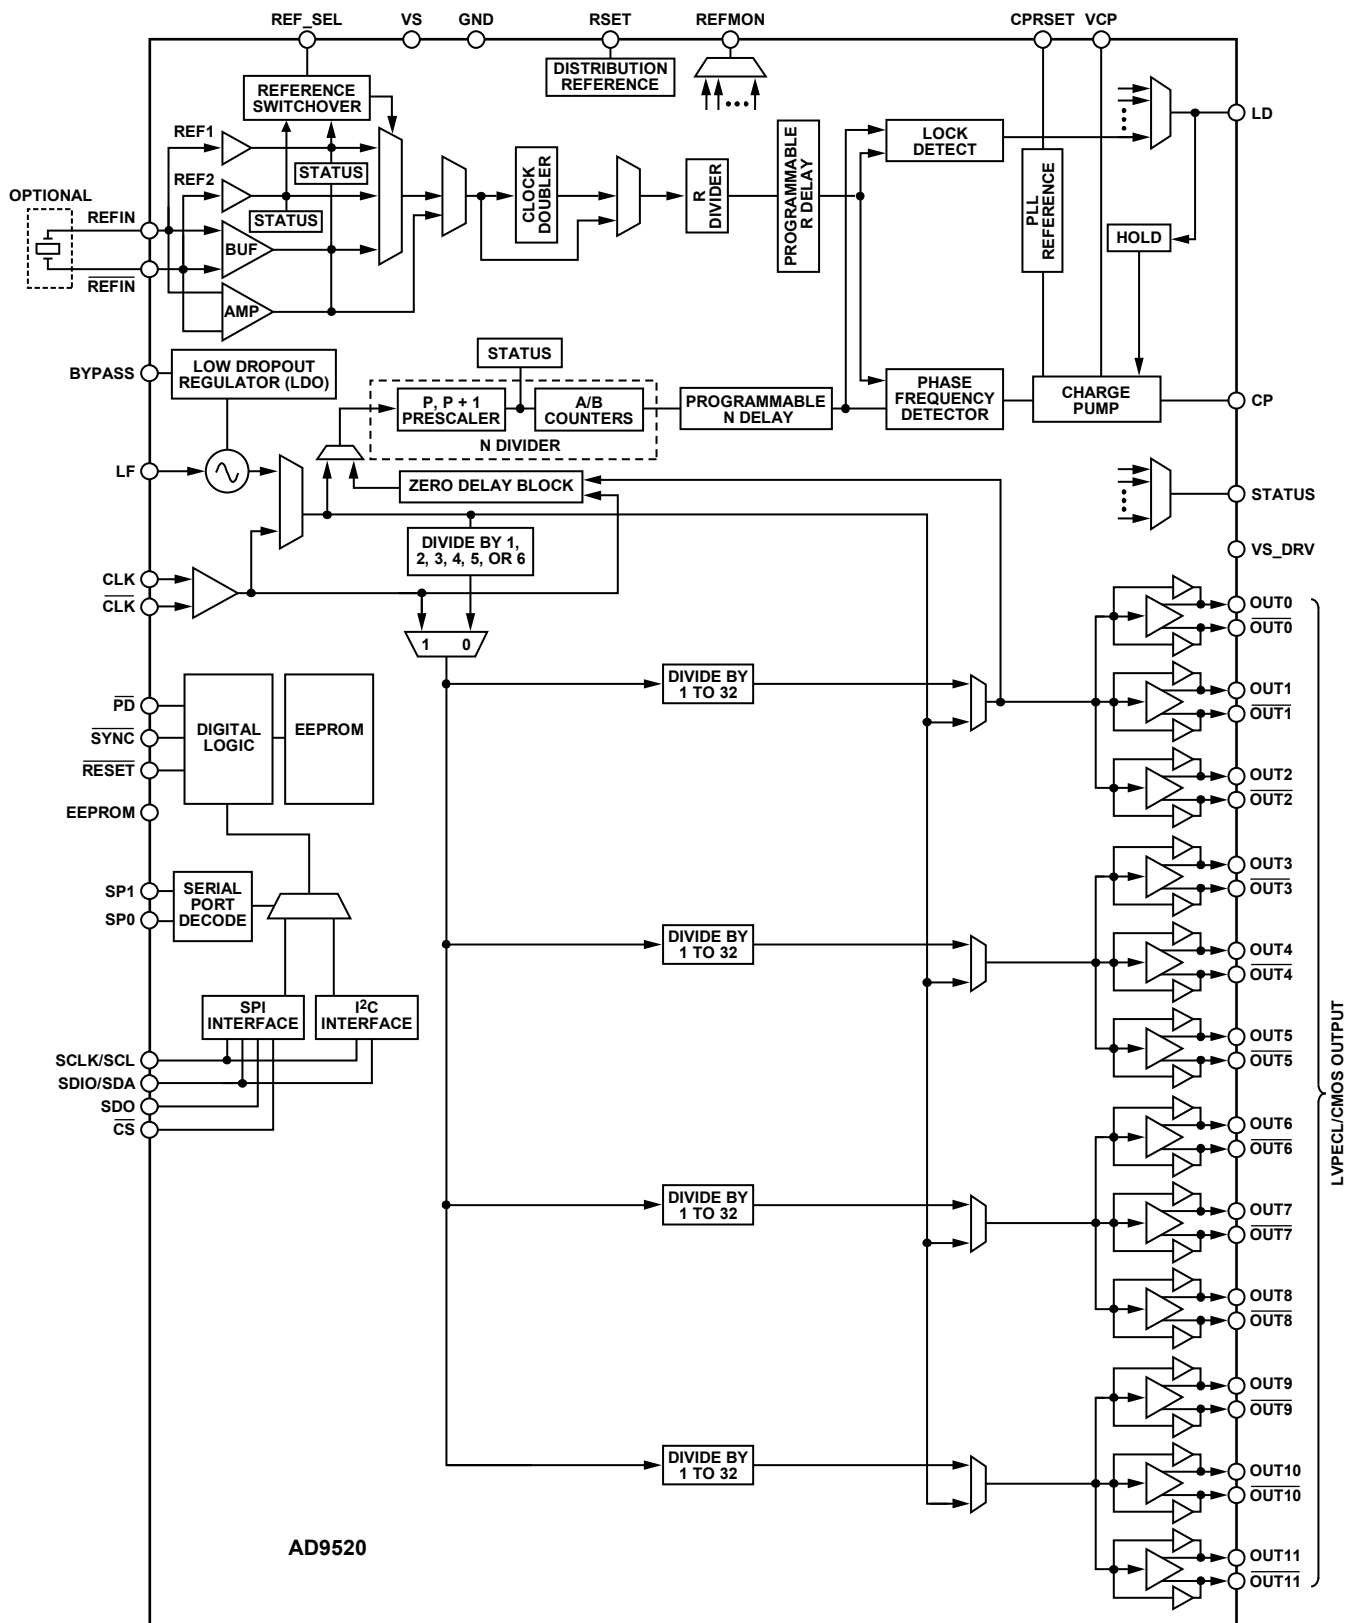 REF_SEL VS GND RSET REFMON CPRSET VCP
DISTRIBUTION
REFERENCE
REFERENCE
SWITCHOVER
REF1
REF2
STATUS
STATUS
OPTIONAL
REFIN
REFIN
BUF
AMP
CLOCK
DOUBLER
R
DIVIDER
PROGRAMMABLE
R DELAY
LOCK
DETECT
LD
PLL
REFERENCE
HOLD
BYPASS
LOW DROPOUT
REGULATOR (LDO)
STATUS
P, P + 1
PRESCALER
A/B
COUNTERS
N DIVIDER
PROGRAMMABLE
N DELAY
PHASE
FREQUENCY
DETECTOR
CHARGE
PUMP
CP
LF
ZERO DELAY BLOCK
STATUS
DIVIDE BY 1,
2, 3, 4, 5, OR 6
VS_DRV
CLK
CLK
1 0
OUT0
OUT0
DIVIDE BY
1 TO 32
OUT1
OUT1
OUT2
OUT2
PD
SYNC
RESET
DIGITAL
LOGIC
EEPROM
EEPROM
SP1
SP0
SERIAL
PORT
DECODE
OUT3
OUT3
DIVIDE BY
1 TO 32
OUT4
OUT4
OUT5
OUT5
SPI
INTERFACE
I²C
INTERFACE
SCLK/SCL
SDIO/SDA
SDO
CS
LVPECL/CMOS OUTPUT
OUT6
OUT6
DIVIDE BY
1 TO 32
OUT7
OUT7
OUT8
OUT8
OUT9
OUT9
DIVIDE BY
1 TO 32
OUT10
OUT10
OUT11
OUT11
AD9520